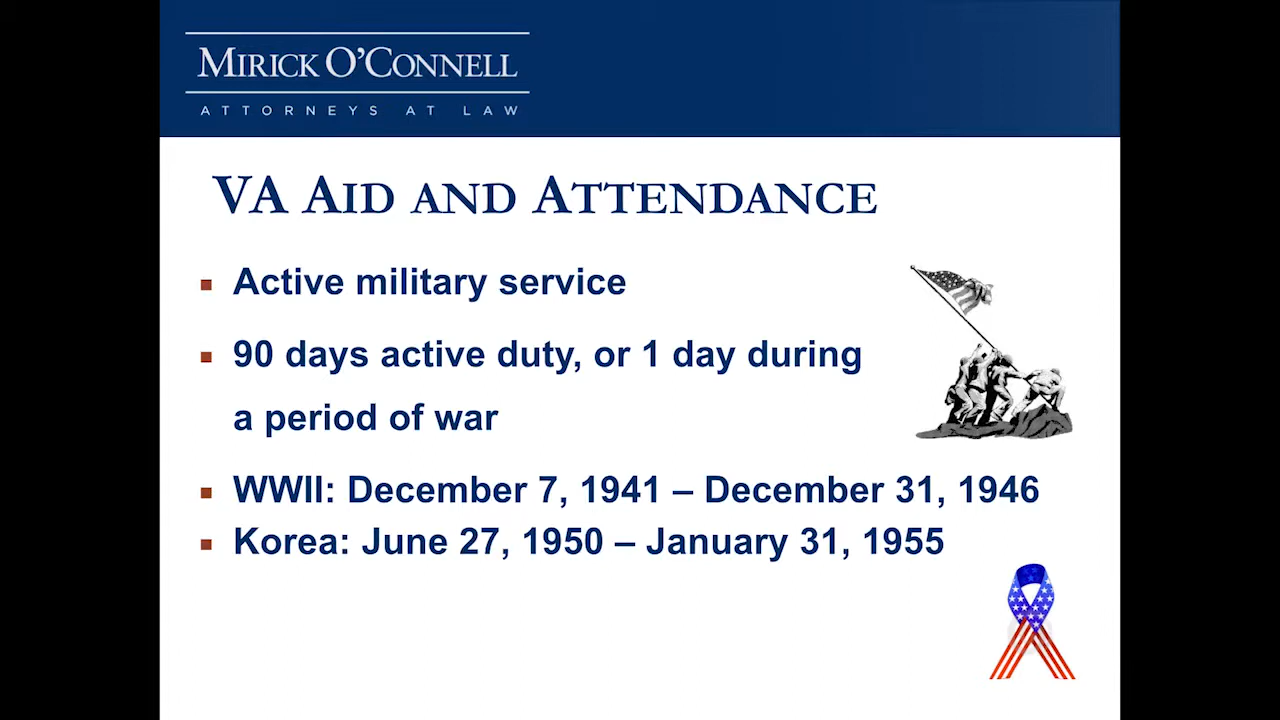 MIRICK O'CONNELL
ATTORNEYS AT LAW
VA AID AND ATTENDANCE
Active military service
90 days active duty, or 1 day during
a period of war
WWII: December 7, 1941 – December 31, 1946
Korea: June 27, 1950 – January 31, 1955